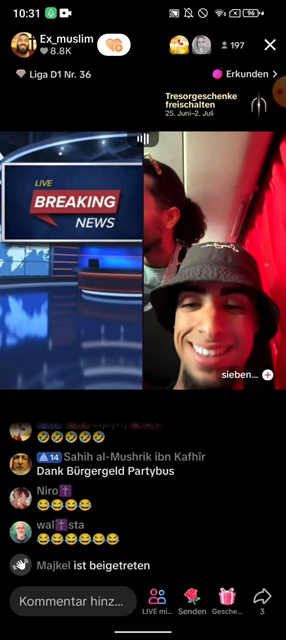 10:31
Ex_muslim
8.8K
197
Liga D1 Nr. 36
Erkunden >
Tresorgeschenke
freischalten
25. Juni–2. Juli
LIVE
BREAKING
NEWS
sieben...
🤣🤣🤣🤣🤣
14 Sahih al-Mushrik ibn Kafhīr
Dank Bürgergeld Partybus
Niro✝️
😂😂😂😂
wal✝️sta
😂😂😂😂😂😂
Majkel ist beigetreten
Kommentar hinz...
LIVE mi...
Senden
Gesche...
3